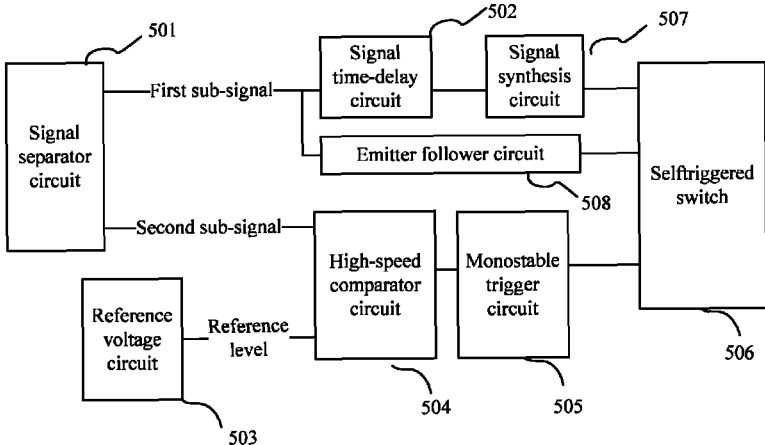 501
502
507
Signal
separator
circuit
First sub-signal
Signal
time-delay
circuit
Signal
synthesis
circuit
Emitter follower circuit
508
Selftriggered
switch
Second sub-signal
High-speed
comparator
circuit
Monostable
trigger
circuit
Reference
voltage
circuit
Reference
level
503
504
505
506